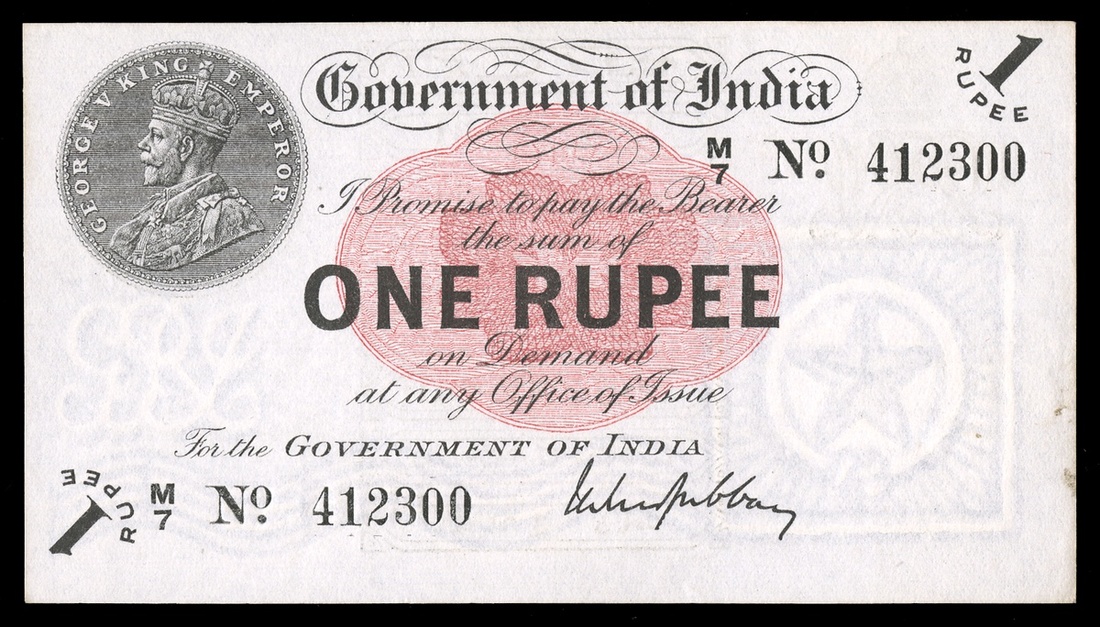 GEORGE V KING EMPEROR
Government of India
1 RUPEE
M/7 No. 412300
I Promise to pay the Bearer
the sum of
ONE RUPEE
on Demand
at any Office of Issue
For the GOVERNMENT OF INDIA
1 RUPEE
M/7 No. 412300